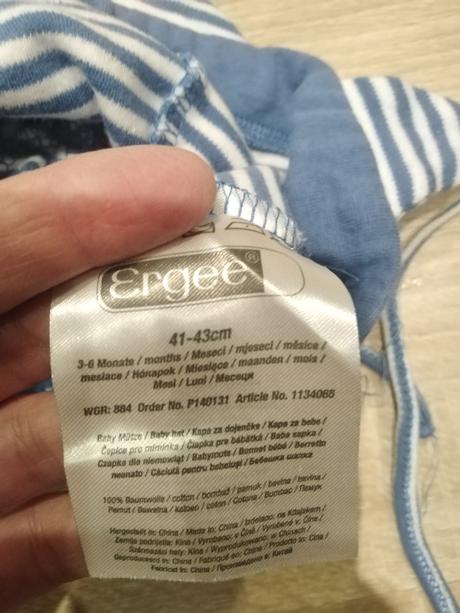 Ergee®
41-43cm
3-6 Monate / months / Meseci / mjeseci / měsíce /
mesiace / Hónapok / Miesiące / maanden / mois /
Mesi / Luni / Месеци
WGR: 884 Order No. P140131 Article No. 1134065
Baby Mütze / Baby hat / Kapa za dojenčke / Kapa za bebe /
Čepice pro miminka / Čiapka pre bábätká / Baba sapka /
Czapka dla niemowląt / Babymuts / Bonnet bébé / Berretto
neonato / Căciulă pentru bebeluși / Бебешка шапка
100% Baumwolle / cotton / bombaž / pamuk / bavlna / bavlna /
Pamut / Bawełna / katoen / coton / Cotone / Bumbac / Памук
Hergestellt in: China / Made in: China / Izdelano: na Kitajskem /
Zemlja podrijetla: Kina / Vyrobeno: v Číně / Vyrobené v: Číne /
Származási hely: Kína / Wyprodukowano: w Chinach /
Geproduceerd in: China / Fabriqué en: China / Prodotto in: Cina /
Fabricat in: China / Произведено в: Китай